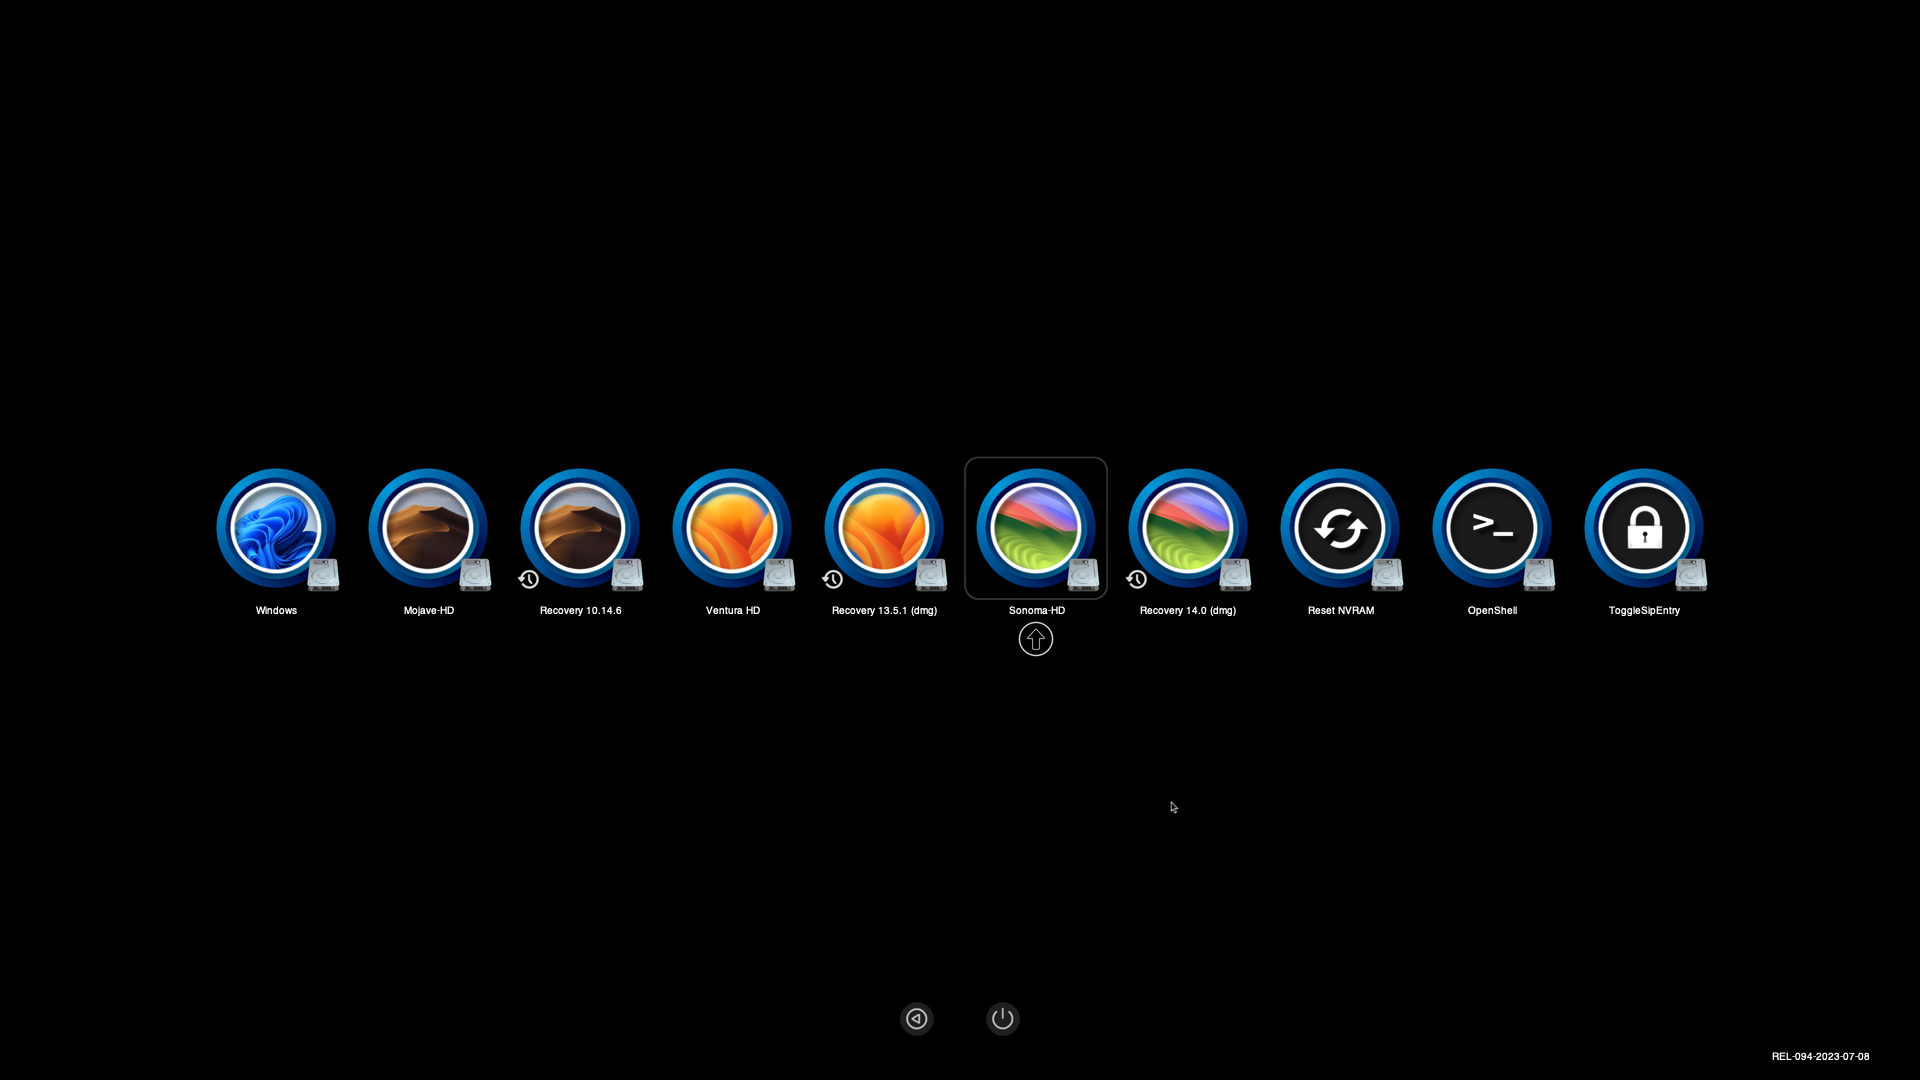 Windows
Mojave-HD
Recovery 10.14.6
Ventura HD
Recovery 13.5.1 (dmg)
Sonoma-HD
Recovery 14.0 (dmg)
Reset NVRAM
OpenShell
ToggleSipEntry
REL-094-2023-07-08